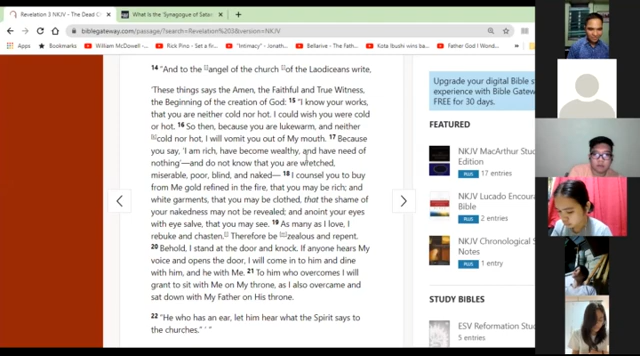 Revelation 3 NKJV - The Dead C
What Is the 'Synagogue of Satan
biblegateway.com/passage/?search=Revelation%203&version=NKJV
Apps
Bookmarks
William McDowell -...
Rick Pino - Set a fi...
"Intimacy" - Jonath...
Bellarive - The Fath...
Kota Ibushi wins ba...
Father God I Wond...
14 "And to the [i]angel of the church [j]of the Laodiceans write,
'These things says the Amen, the Faithful and True Witness,
the Beginning of the creation of God: 15 "I know your works,
that you are neither cold nor hot. I could wish you were cold
or hot. 16 So then, because you are lukewarm, and neither
[k]cold nor hot, I will vomit you out of My mouth. 17 Because
you say, 'I am rich, have become wealthy, and have need of
nothing'—and do not know that you are wretched,
miserable, poor, blind, and naked— 18 I counsel you to buy
from Me gold refined in the fire, that you may be rich; and
white garments, that you may be clothed, that the shame of
your nakedness may not be revealed; and anoint your eyes
with eye salve, that you may see. 19 As many as I love, I
rebuke and chasten. Therefore be zealous and repent.
20 Behold, I stand at the door and knock. If anyone hears My
voice and opens the door, I will come in to him and dine
with him, and he with Me. 21 To him who overcomes I will
grant to sit with Me on My throne, as I also overcame and
sat down with My Father on His throne.
22 "He who has an ear, let him hear what the Spirit says to
the churches." ' "
Upgrade your digital Bible s
experience with Bible Gatew
FREE for 30 days.
FEATURED
NKJV MacArthur Stu
Edition
PLUS 17 entries
NKJV Lucado Encoura
Bible
PLUS 2 entries
NKJV Chronological S
Notes
PLUS 1 entry
STUDY BIBLES
ESV Reformation Stu